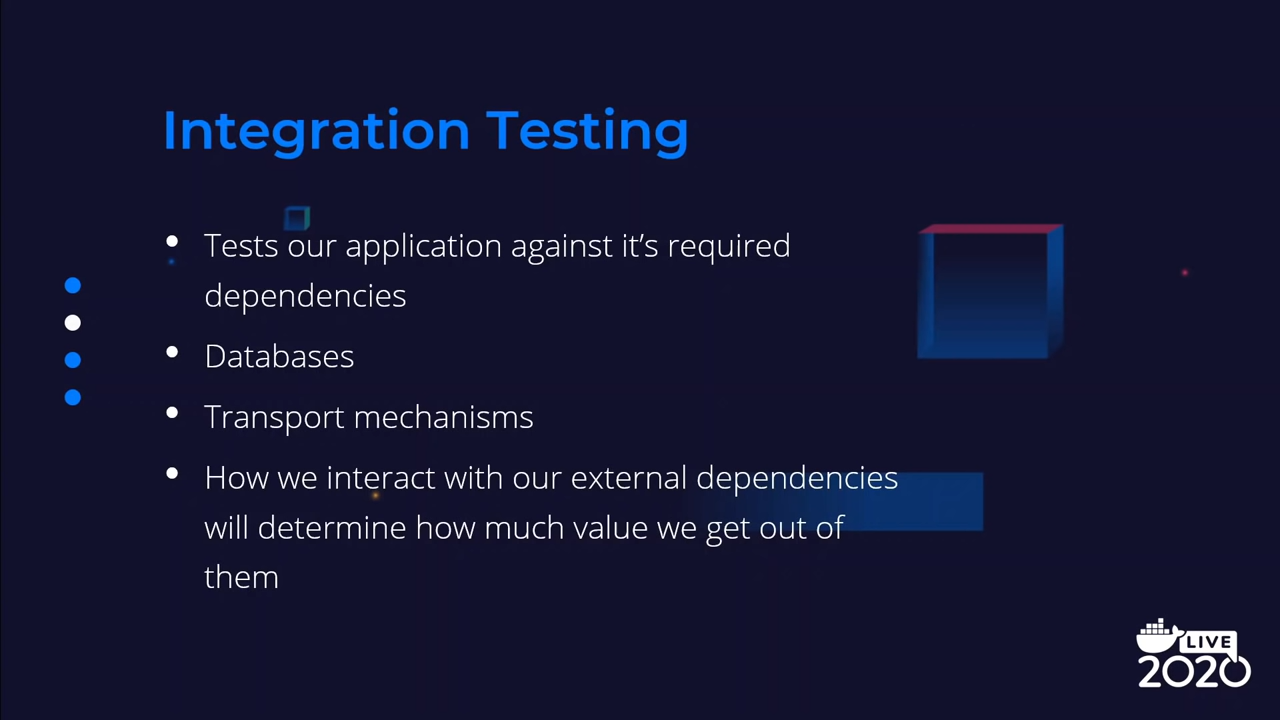 Integration Testing
• Tests our application against it’s required
dependencies
• Databases
• Transport mechanisms
• How we interact with our external dependencies
will determine how much value we get out of
them
LIVE
2020